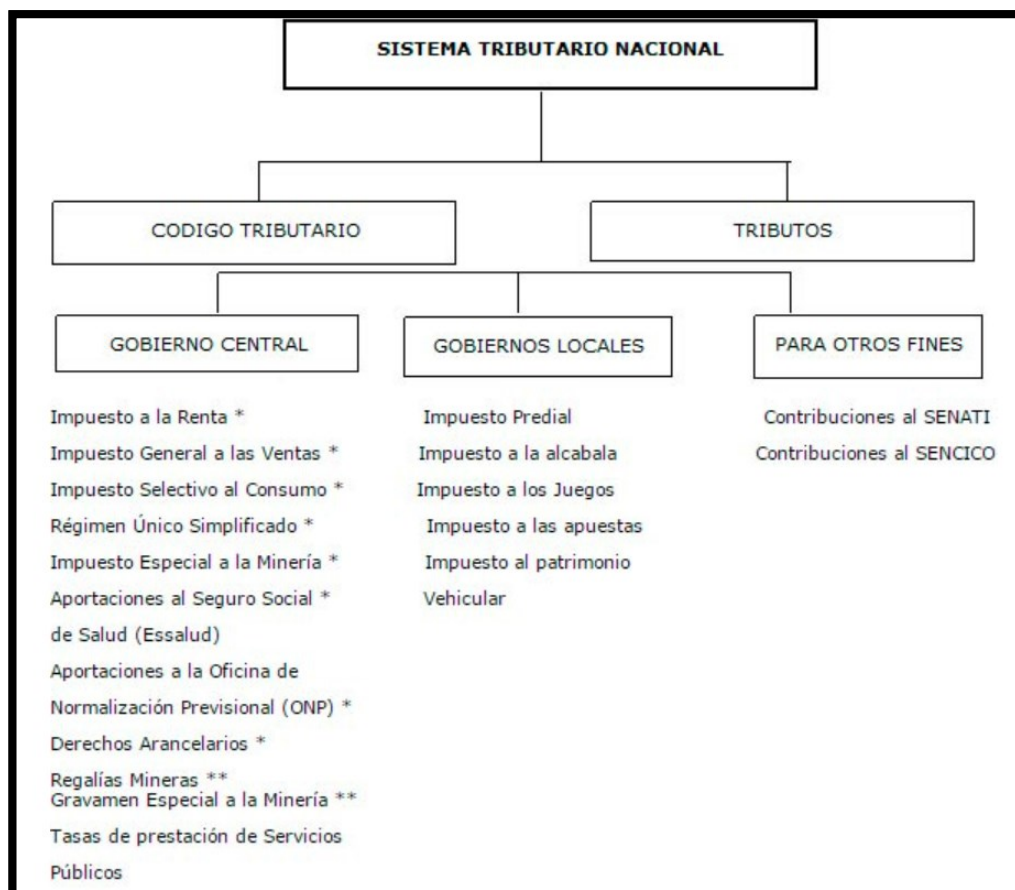 SISTEMA TRIBUTARIO NACIONAL
CODIGO TRIBUTARIO
TRIBUTOS
GOBIERNO CENTRAL
GOBIERNOS LOCALES
PARA OTROS FINES
Impuesto a la Renta *
Impuesto General a las Ventas *
Impuesto Selectivo al Consumo *
Régimen Único Simplificado *
Impuesto Especial a la Minería *
Aportaciones al Seguro Social *
de Salud (Essalud)
Aportaciones a la Oficina de
Normalización Previsional (ONP) *
Derechos Arancelarios *
Regalías Mineras **
Gravamen Especial a la Minería **
Tasas de prestación de Servicios
Públicos
Impuesto Predial
Impuesto a la alcabala
Impuesto a los Juegos
Impuesto a las apuestas
Impuesto al patrimonio
Vehicular
Contribuciones al SENATI
Contribuciones al SENCICO